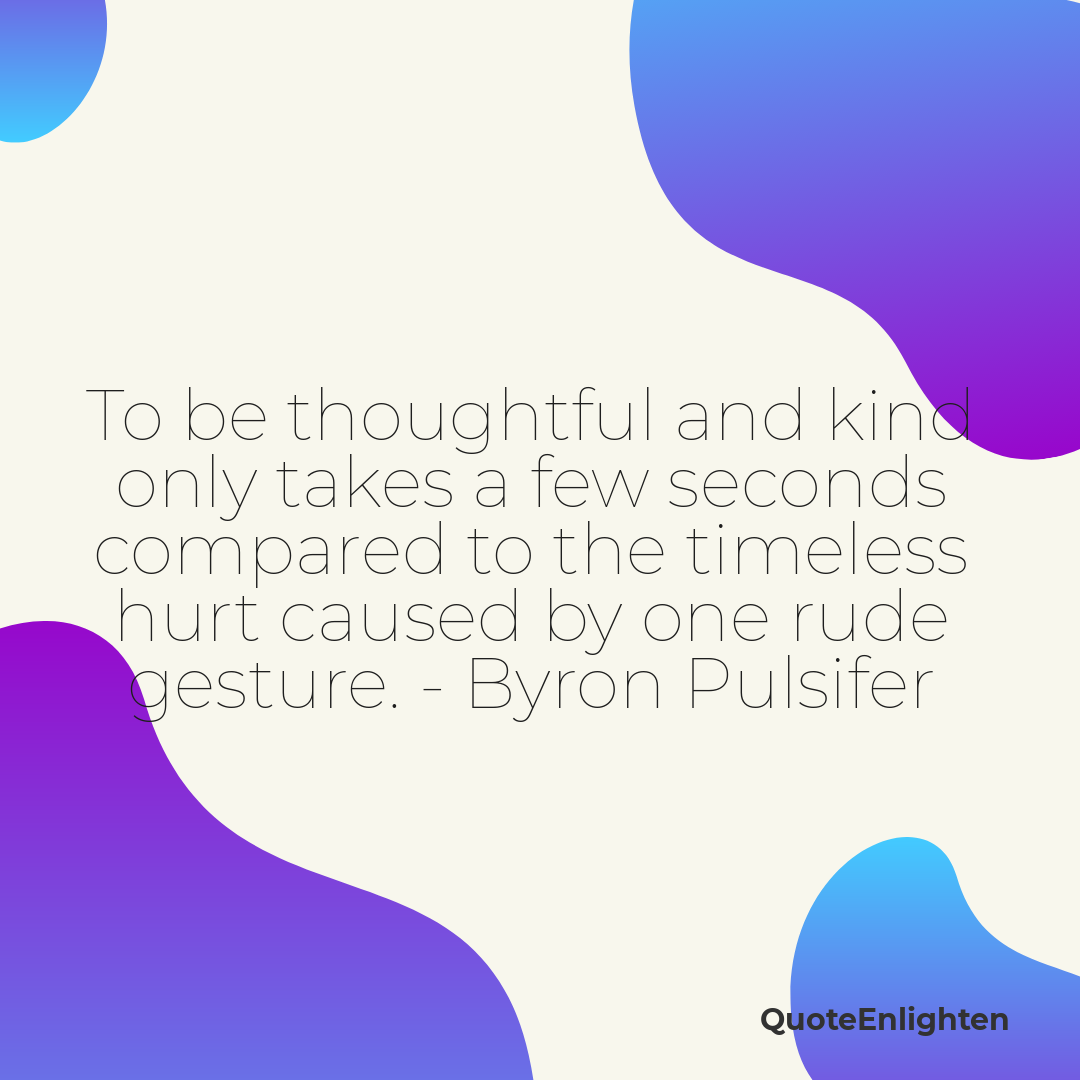 To be thoughtful and kind
only takes a few seconds
compared to the timeless
hurt caused by one rude
gesture. - Byron Pulsifer
QuoteEnlighten